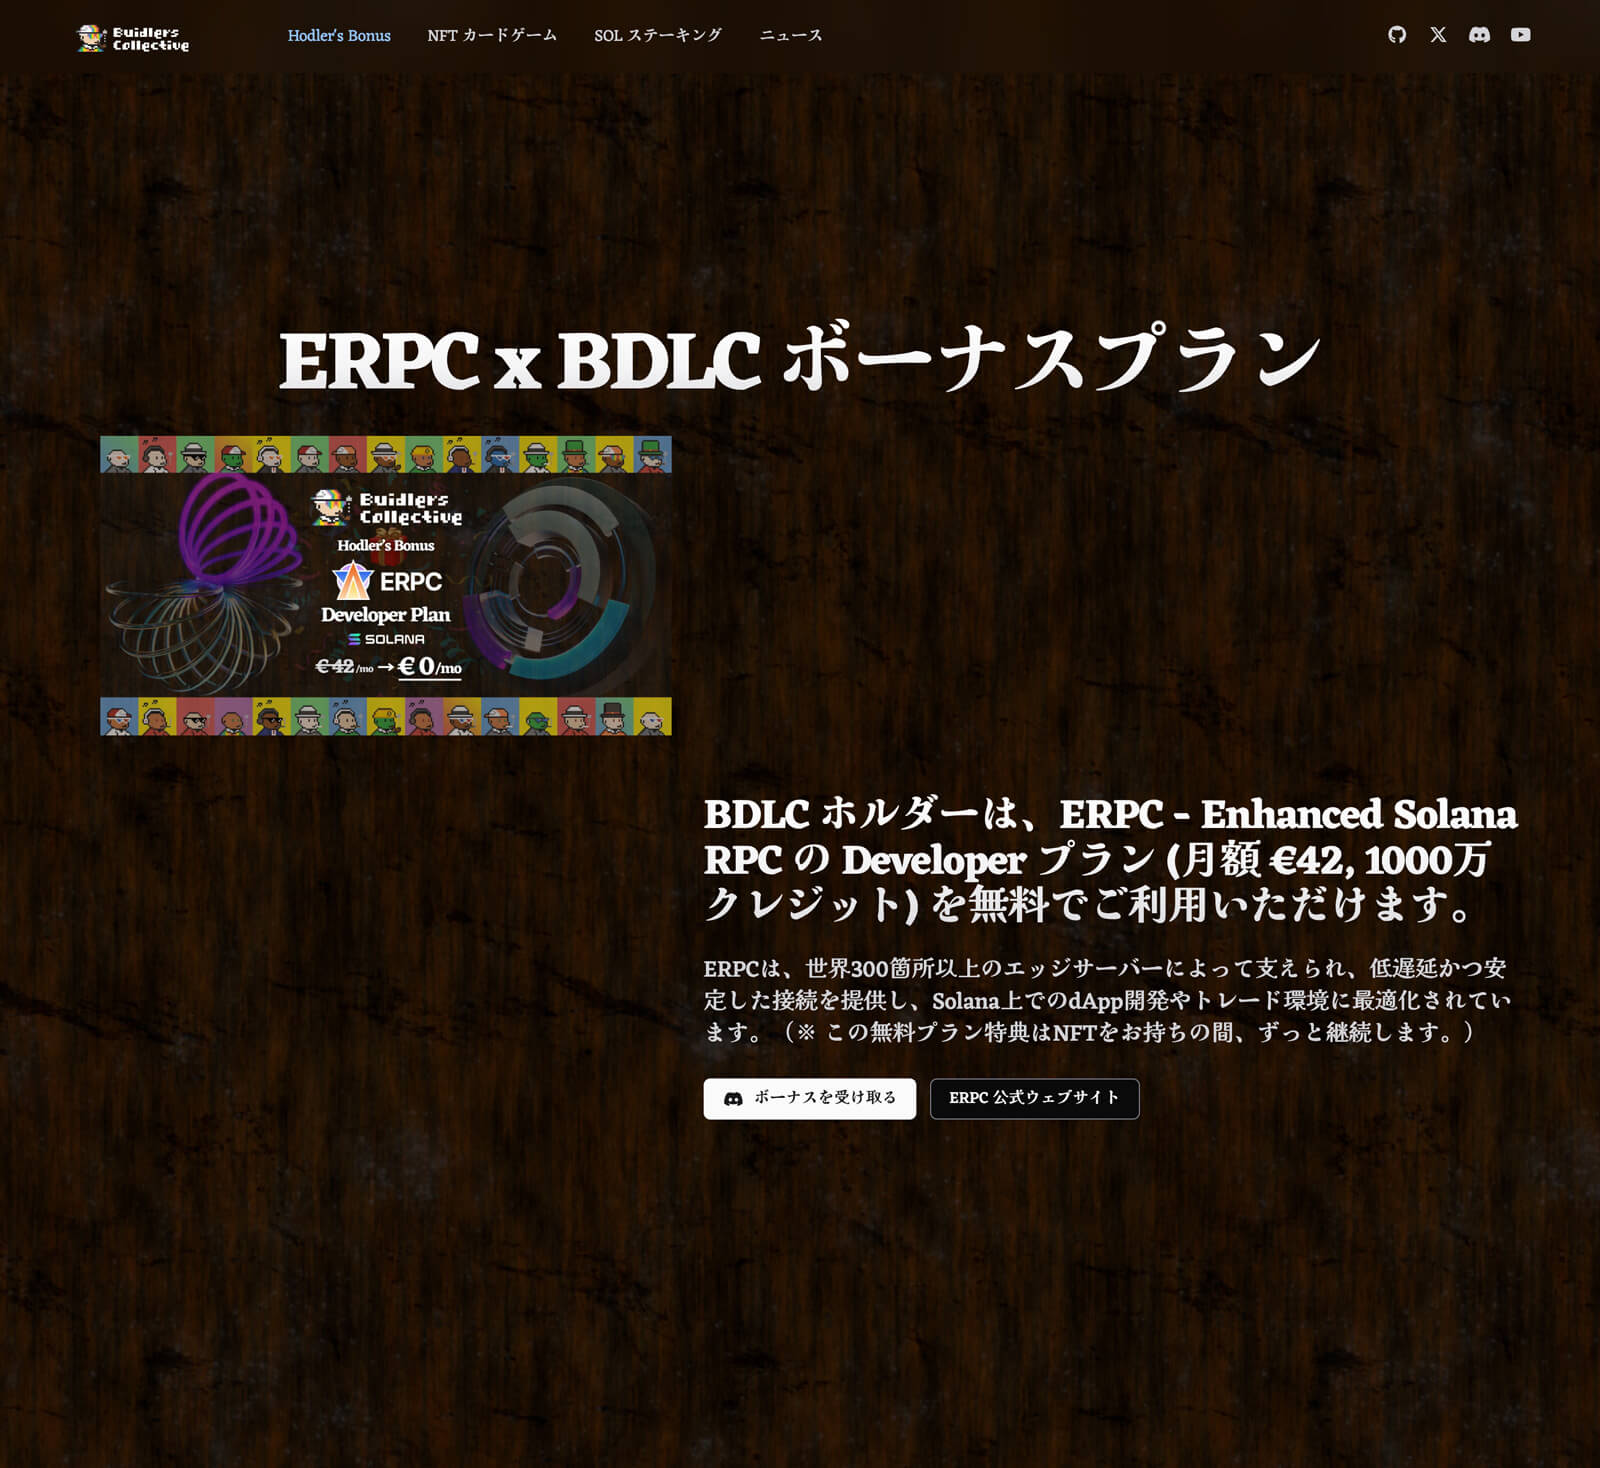 Buidlers
Collective
Hodler's Bonus
NFT カードゲーム
SOL ステーキング
ニュース
ERPC x BDLC ボーナスプラン
Buidlers
Collective
Hodler's Bonus
ERPC
Developer Plan
SOLANA
€42/mo → €0/mo
BDLC ホルダーは、ERPC - Enhanced Solana
RPC の Developer プラン (月額 €42, 1000万
クレジット) を無料でご利用いただけます。
ERPCは、世界300箇所以上のエッジサーバーによって支えられ、低遅延かつ安
定した接続を提供し、Solana上でのdApp開発やトレード環境に最適化されてい
ます。（※ この無料プラン特典はNFTをお持ちの間、ずっと継続します。）
ボーナスを受け取る
ERPC 公式ウェブサイト